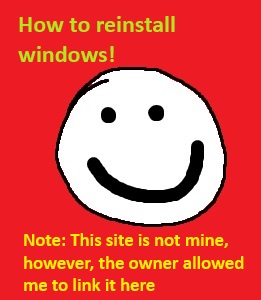 How to reinstall
windows!
Note: This site is not mine,
however, the owner allowed
me to link it here